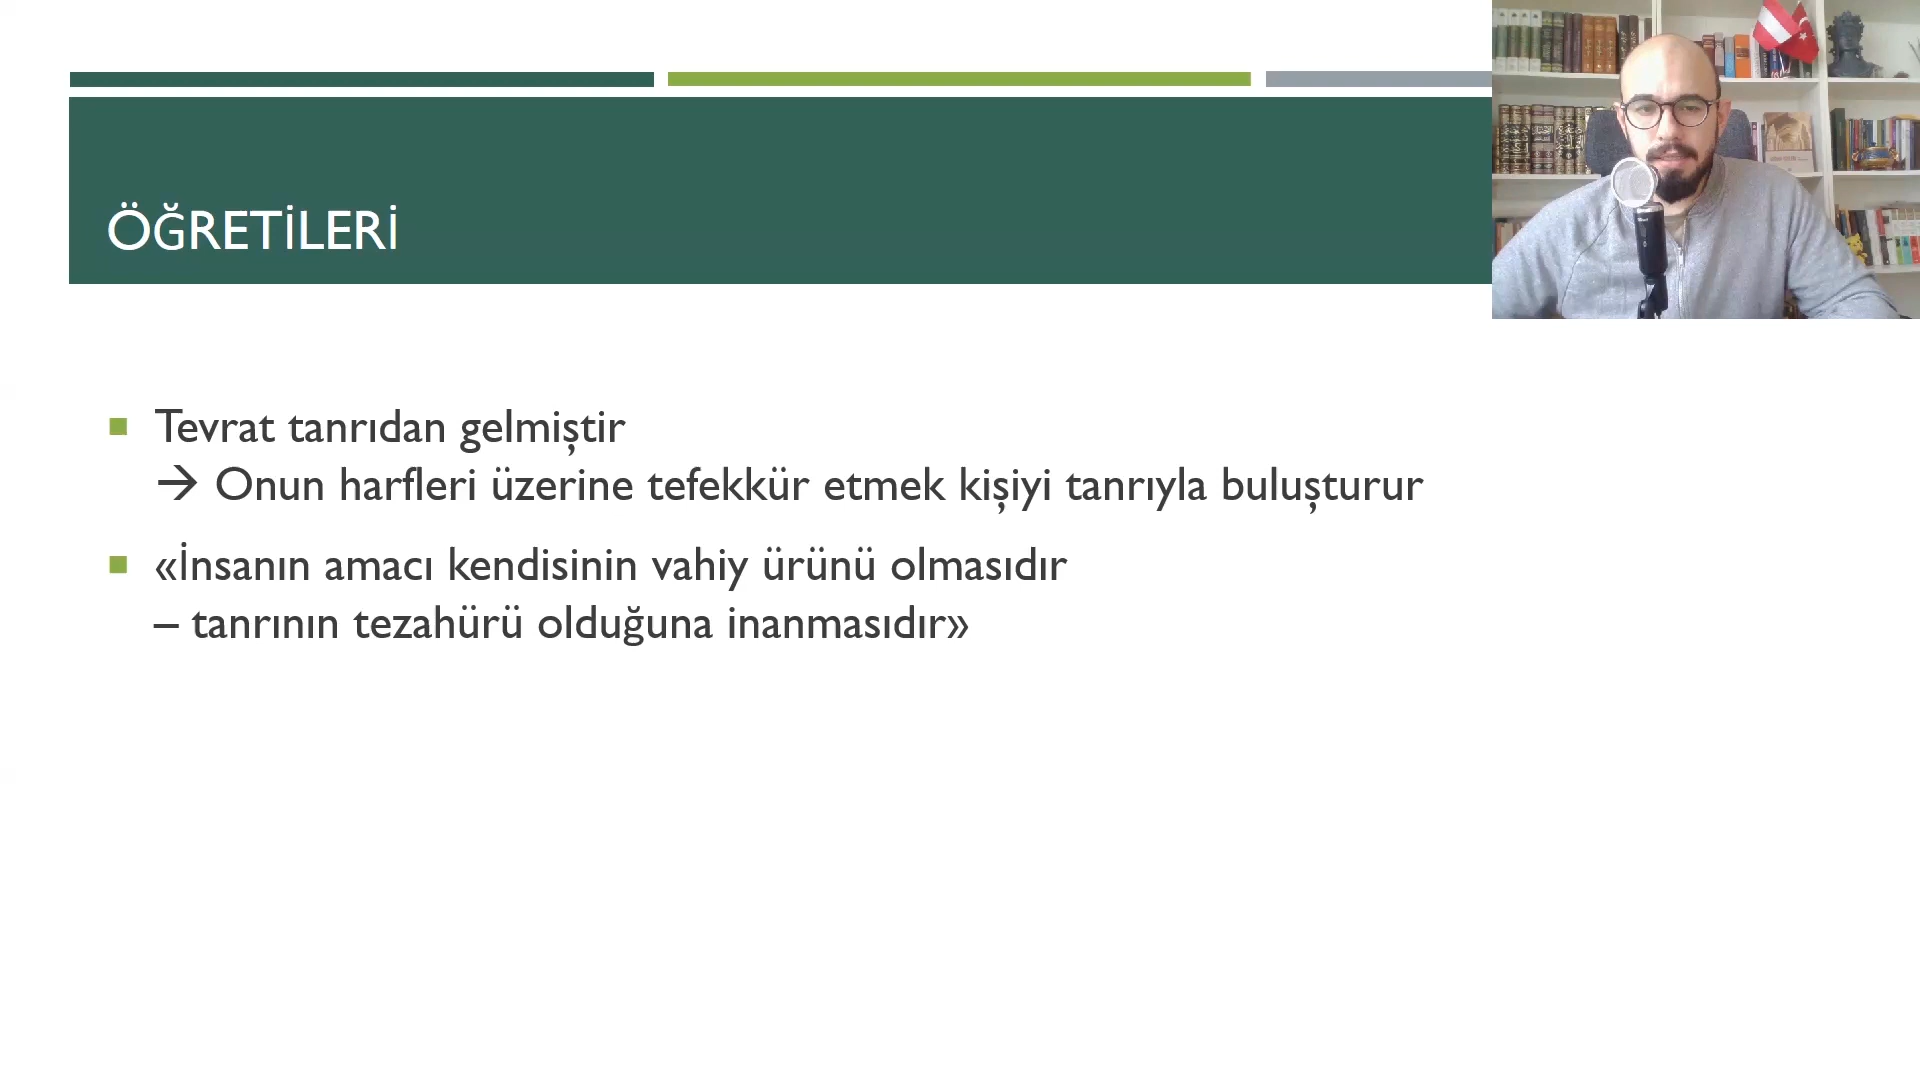 ÖĞRETİLERİ
Tevrat tanrıdan gelmiştir
→ Onun harfleri üzerine tefekkür etmek kişiyi tanrıyla buluşturur
«İnsanın amacı kendisinin vahiy ürünü olmasıdır
– tanrının tezahürü olduğuna inanmasıdır»